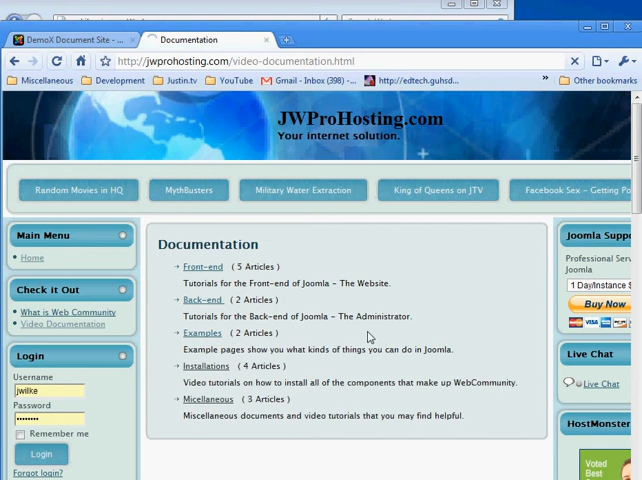 DemoX Document Site - ...
Documentation
http://jwprohosting.com/video-documentation.html
Miscellaneous
Development
Justin.tv
YouTube
Gmail - Inbox (398) -...
http://edtech.guhsd...
»
Other bookmarks
JWProHosting.com
Your internet solution.
Random Movies in HQ
MythBusters
Military Water Extraction
King of Queens on JTV
Facebook Sex - Getting Po
Main Menu
Home
Check it Out
What is Web Community
Video Documentation
Login
Username
jwilke
Password
••••••••
Remember me
Login
Forgot login?
Documentation
Front-end ( 5 Articles )
Tutorials for the Front-end of Joomla - The Website.
Back-end ( 2 Articles )
Tutorials for the Back-end of Joomla - The Administrator.
Examples ( 2 Articles )
Example pages show you what kinds of things you can do in Joomla.
Installations ( 4 Articles )
Video tutorials on how to install all of the components that make up WebCommunity.
Micellaneous ( 3 Articles )
Miscellaneous documents and video tutorials that you may find helpful.
Joomla Suppo
Professional Serv
Joomla
1 Day/Instance $
Buy Now
VISA
Live Chat
Live Chat
HostMonster
Voted
Best